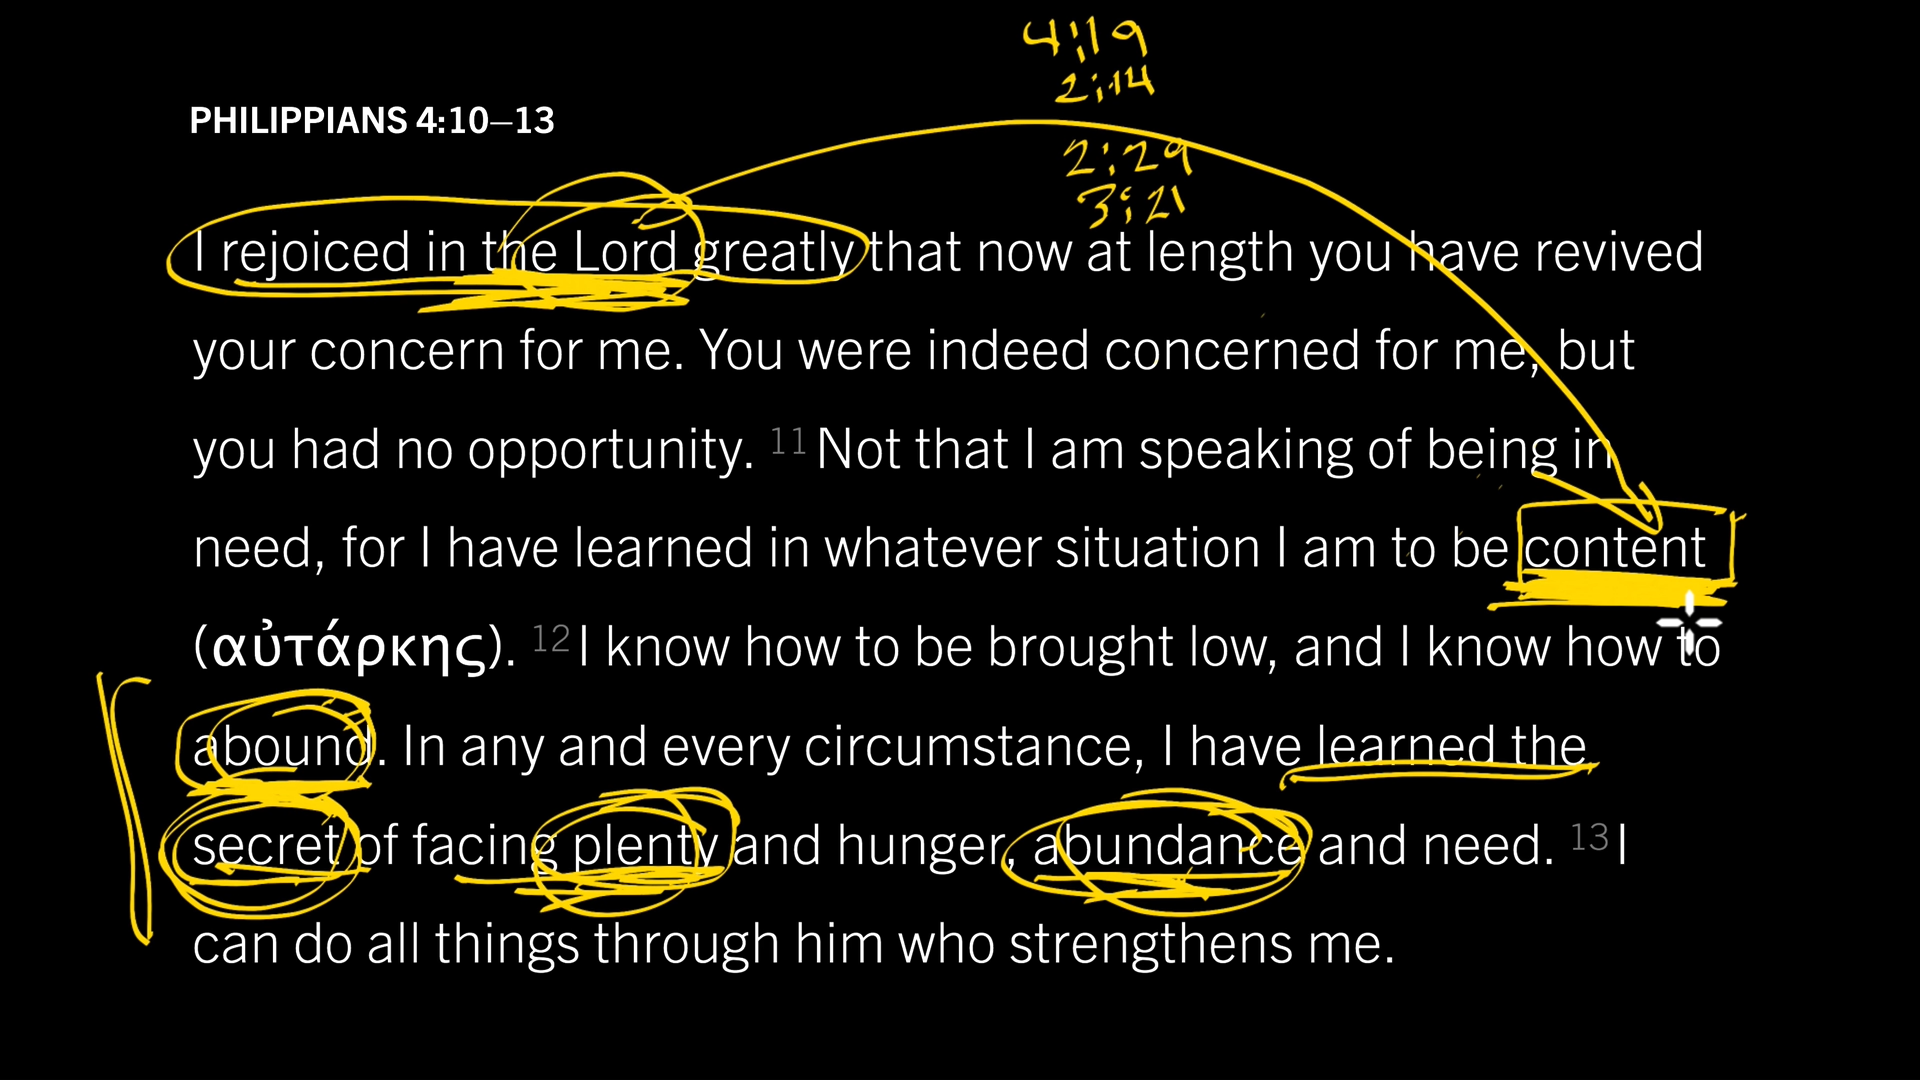 4:19
2:14
PHILIPPIANS 4:10–13
2:29
3:21
I rejoiced in the Lord greatly that now at length you have revived
your concern for me. You were indeed concerned for me, but
you had no opportunity. 11 Not that I am speaking of being in
need, for I have learned in whatever situation I am to be content
(αὐτάρκης). 12 I know how to be brought low, and I know how to
abound. In any and every circumstance, I have learned the
secret of facing plenty and hunger, abundance and need. 13 I
can do all things through him who strengthens me.